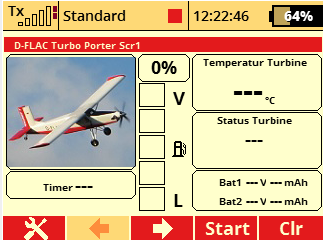 Tx Standard 12:22:46 64%
D-FLAC Turbo Porter Scr1
0%
V
L
Temperatur Turbine
--- °C
Status Turbine
---
Timer ---
Bat1 --- V --- mAh
Bat2 --- V --- mAh
Start Clr